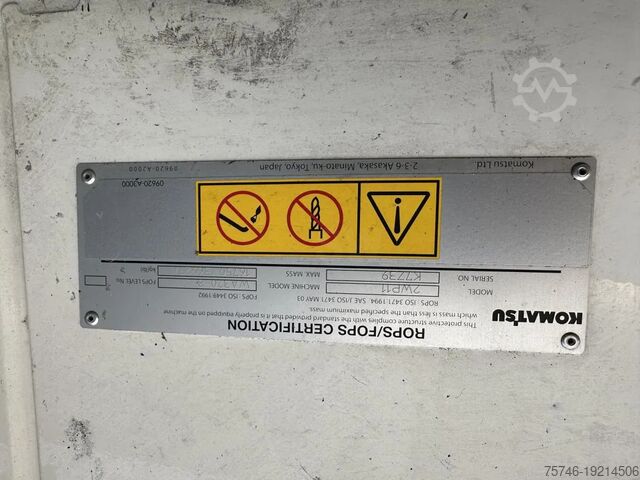 KOMATSU
ROPS/FOPS CERTIFICATION
This protective structure complies with the standards provided that it is properly equipped on the machine
which mass is less than the specified maximum mass.
ROPS ISO 3471:1994 SAE J/ISO 3471 MAY 03
FOPS ISO 3449:1992
MODEL 2WP11
MACHINE MODEL
FOPS LEVEL NO.
SERIAL NO K7739
MAX. MASS
kg(lb)
09620-A3000
Komatsu Ltd. 2-3-6 Akasaka, Minato-ku, Tokyo, Japan
09620-A2000
75746-19214506